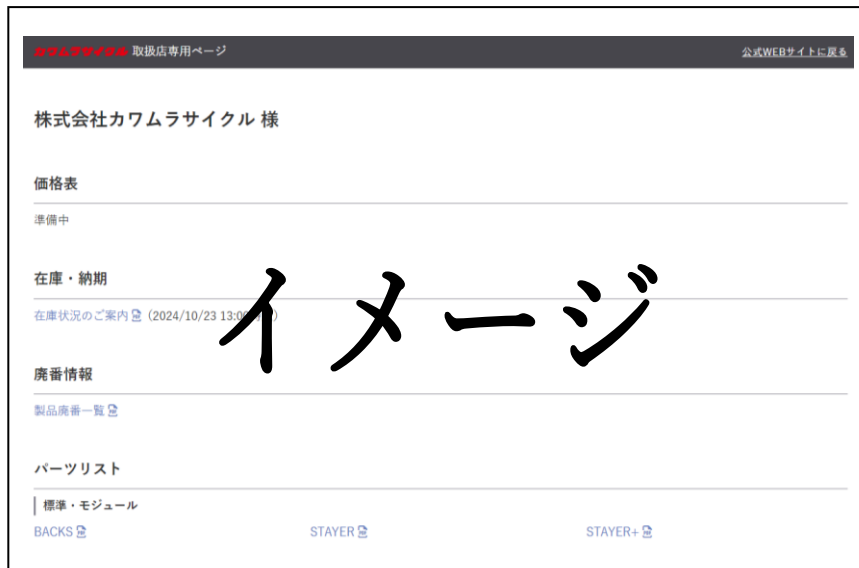 カワムラサイクル 取扱店専用ページ 公式WEBサイトに戻る
株式会社カワムラサイクル 様
価格表
準備中
在庫・納期
在庫状況のご案内 (2024/10/23 13:0 )
イメージ
廃番情報
製品廃番一覧
パーツリスト
標準・モジュール
BACKS STAYER STAYER+